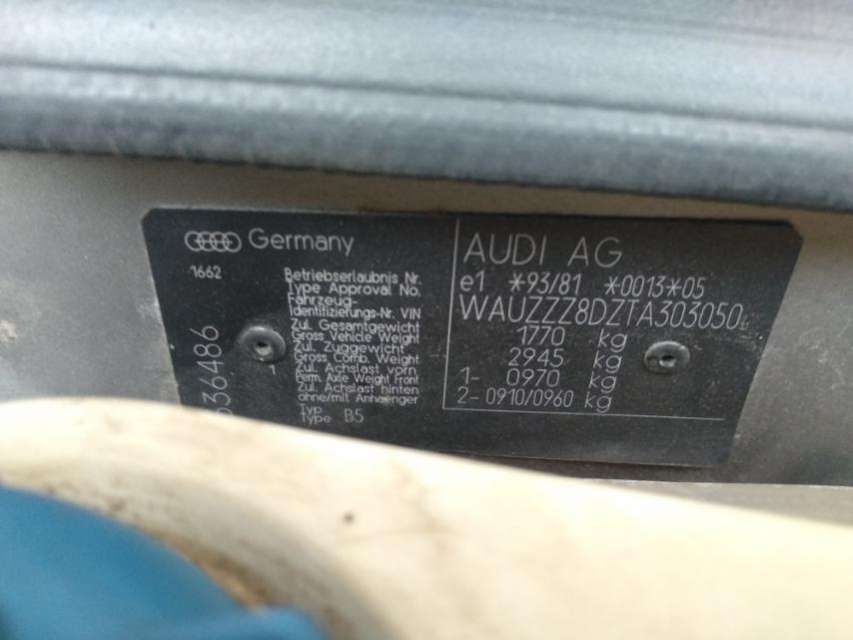 Germany
1662
Betriebserlaubnis Nr.
Type Approval No.
Fahrzeug-
Identifizierungs-Nr. VIN
Zul. Gesamtgewicht
Gross Vehicle Weight
Zul. Zuggewicht
Gross Comb. Weight
Zul. Achslast vorn
Perm. Axle Weight Front
Zul. Achslast hinten
ohne/mit Anhaenger
Typ
Type B5
1
36486
AUDI AG
e1 *93/81 *0013*05
WAUZZZ8DZTA303050
1770 kg
2945 kg
1- 0970 kg
2- 0910/0960 kg